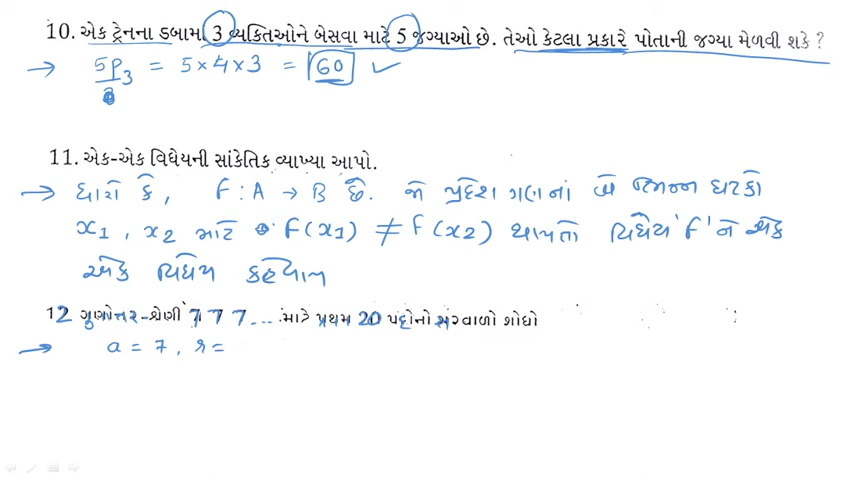 10. એક ટ્રેનના ડબામાં 3 વ્યક્તિઓને બેસવા માટે 5 જગ્યાઓ છે. તેઓ કેટલા પ્રકારે પોતાની જગ્યા મેળવી શકે ?
→ 5P3 = 5 × 4 × 3 = 60 ✓
11. એક-એક વિધેયની સાંકેતિક વ્યાખ્યા આપો.
→ ધારો કે, f : A → B છે. જો પ્રદેશ ગણનાં બે ભિન્ન ઘટકો
x1, x2 માટે f(x1) ≠ f(x2) થાયતો વિધેય 'f' ને એક
એક વિધેય કહેવાય
12 ગુણોત્તર-શ્રેણી 7 7 7.... માટે પ્રથમ 20 પદોનો સરવાળો શોધો
→ a = 7, r =